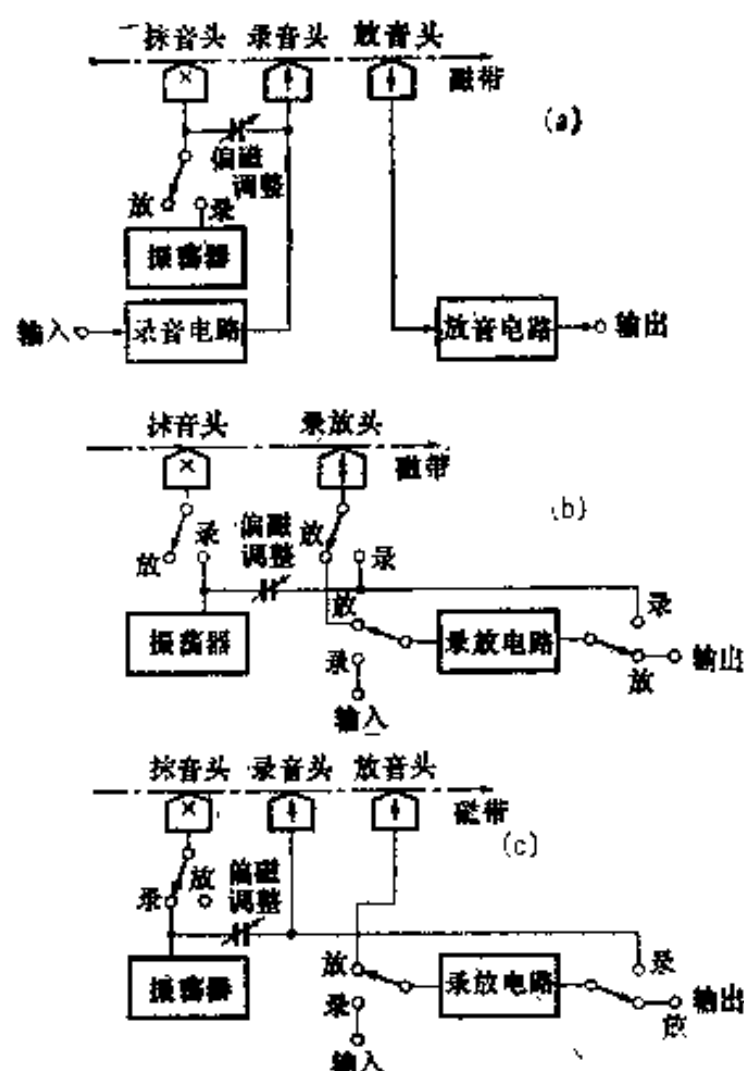 抹音头 录音头 放音头
磁带
(a)
偏磁
调整
放 录
振荡器
输入 录音电路 放音电路 输出
抹音头 录放头
磁带
(b)
放 录 偏磁
调整 放 录
振荡器
放 录放电路 录
录 放 输出
输入
抹音头 录音头 放音头
磁带
(c)
录 放 偏磁
调整
振荡器
放 录放电路 录
录 放 输出
输入